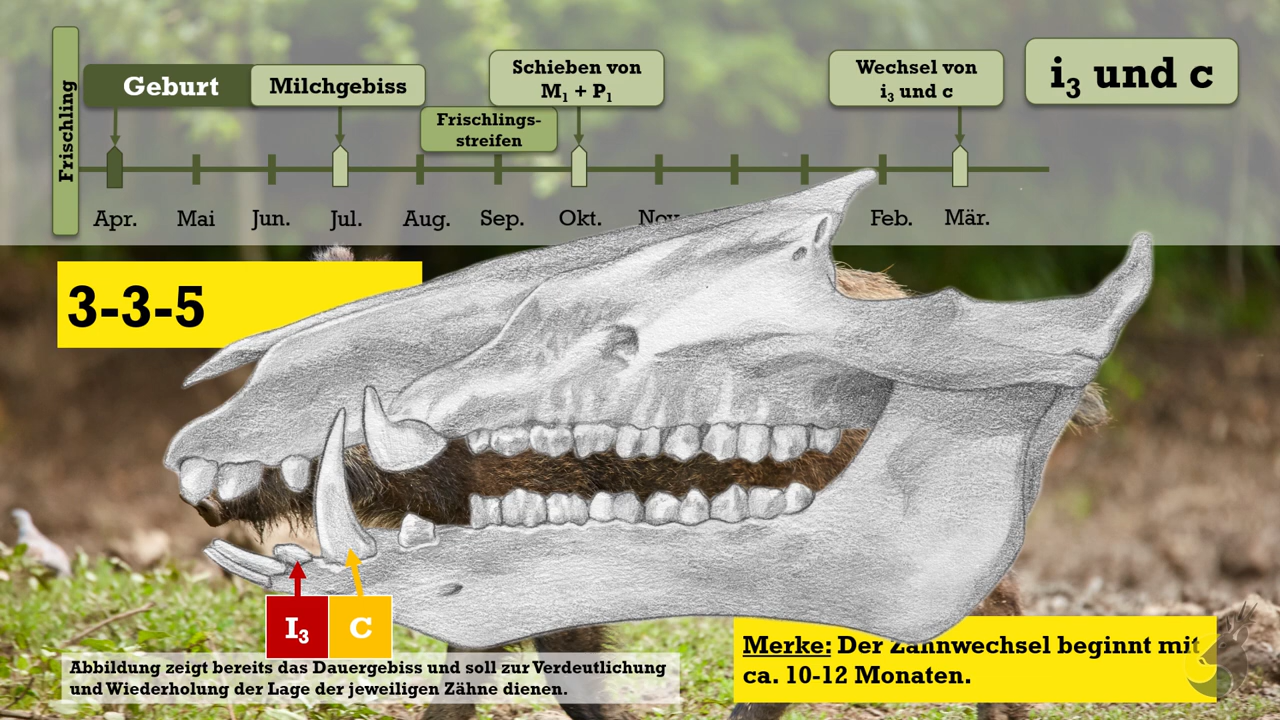 Frischling
Geburt
Milchgebiss
Schieben von
M₁ + P₁
Wechsel von
i₃ und c
i₃ und c
Frischlings-
streifen
Apr. Mai Jun. Jul. Aug. Sep. Okt. Nov Feb. Mär.
3-3-5
I₃ C
Abbildung zeigt bereits das Dauergebiss und soll zur Verdeutlichung
und Wiederholung der Lage der jeweiligen Zähne dienen.
Merke: Der Zahnwechsel beginnt mit
ca. 10-12 Monaten.